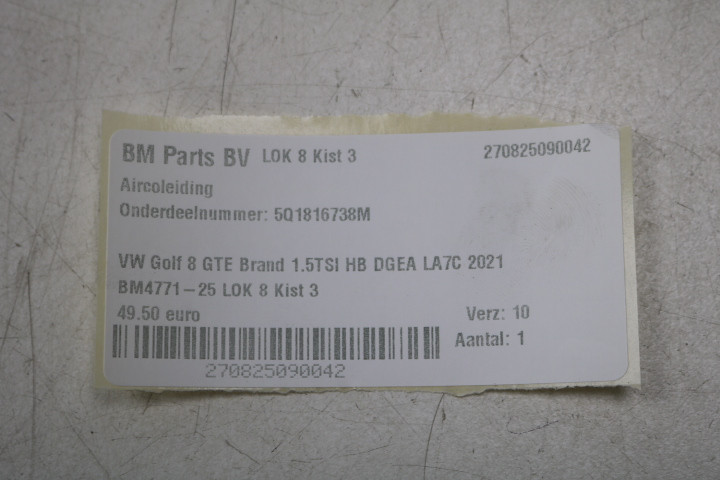 BM Parts BV LOK 8 Kist 3 270825090042
Aircoleiding
Onderdeelnummer: 5Q1816738M
VW Golf 8 GTE Brand 1.5TSI HB DGEA LA7C 2021
BM4771-25 LOK 8 Kist 3
49.50 euro Verz: 10
Aantal: 1
270825090042